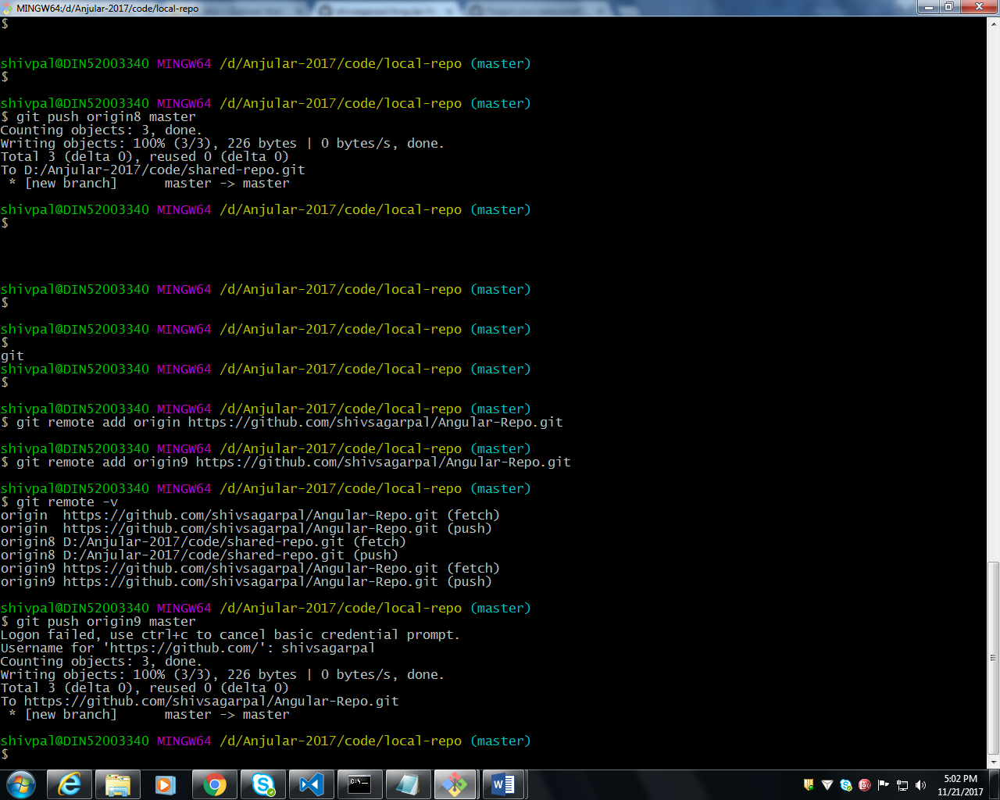 MINGW64:/d/Anjular-2017/code/local-repo
$
shivpal@DIN52003340 MINGW64 /d/Anjular-2017/code/local-repo (master)
$
shivpal@DIN52003340 MINGW64 /d/Anjular-2017/code/local-repo (master)
$ git push origin8 master
Counting objects: 3, done.
Writing objects: 100% (3/3), 226 bytes | 0 bytes/s, done.
Total 3 (delta 0), reused 0 (delta 0)
To D:/Anjular-2017/code/shared-repo.git
 * [new branch]      master -> master
shivpal@DIN52003340 MINGW64 /d/Anjular-2017/code/local-repo (master)
$
shivpal@DIN52003340 MINGW64 /d/Anjular-2017/code/local-repo (master)
$
shivpal@DIN52003340 MINGW64 /d/Anjular-2017/code/local-repo (master)
$
git
shivpal@DIN52003340 MINGW64 /d/Anjular-2017/code/local-repo (master)
$
shivpal@DIN52003340 MINGW64 /d/Anjular-2017/code/local-repo (master)
$ git remote add origin https://github.com/shivsagarpal/Angular-Repo.git
shivpal@DIN52003340 MINGW64 /d/Anjular-2017/code/local-repo (master)
$ git remote add origin9 https://github.com/shivsagarpal/Angular-Repo.git
shivpal@DIN52003340 MINGW64 /d/Anjular-2017/code/local-repo (master)
$ git remote -v
origin  https://github.com/shivsagarpal/Angular-Repo.git (fetch)
origin  https://github.com/shivsagarpal/Angular-Repo.git (push)
origin8 D:/Anjular-2017/code/shared-repo.git (fetch)
origin8 D:/Anjular-2017/code/shared-repo.git (push)
origin9 https://github.com/shivsagarpal/Angular-Repo.git (fetch)
origin9 https://github.com/shivsagarpal/Angular-Repo.git (push)
shivpal@DIN52003340 MINGW64 /d/Anjular-2017/code/local-repo (master)
$ git push origin9 master
Logon failed, use ctrl+c to cancel basic credential prompt.
Username for 'https://github.com/': shivsagarpal
Counting objects: 3, done.
Writing objects: 100% (3/3), 226 bytes | 0 bytes/s, done.
Total 3 (delta 0), reused 0 (delta 0)
To https://github.com/shivsagarpal/Angular-Repo.git
 * [new branch]      master -> master
shivpal@DIN52003340 MINGW64 /d/Anjular-2017/code/local-repo (master)
$
5:02 PM
11/21/2017